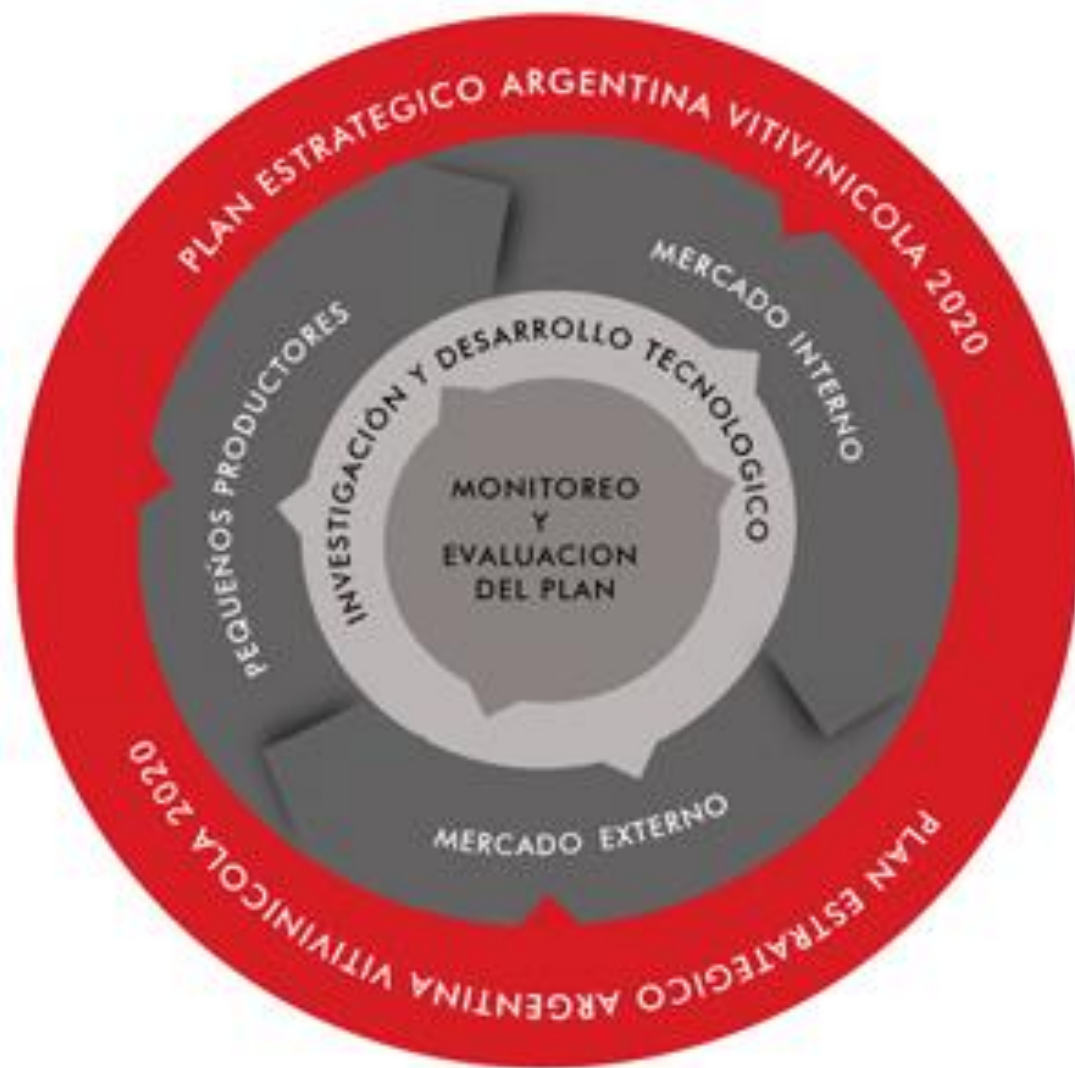 PLAN ESTRATEGICO ARGENTINA VITIVINICOLA 2020
MERCADO INTERNO
PEQUEÑOS PRODUCTORES
INVESTIGACIÓN Y DESARROLLO TECNOLOGICO
MONITOREO
Y
EVALUACION
DEL PLAN
MERCADO EXTERNO
PLAN ESTRATEGICO ARGENTINA VITIVINICOLA 2020